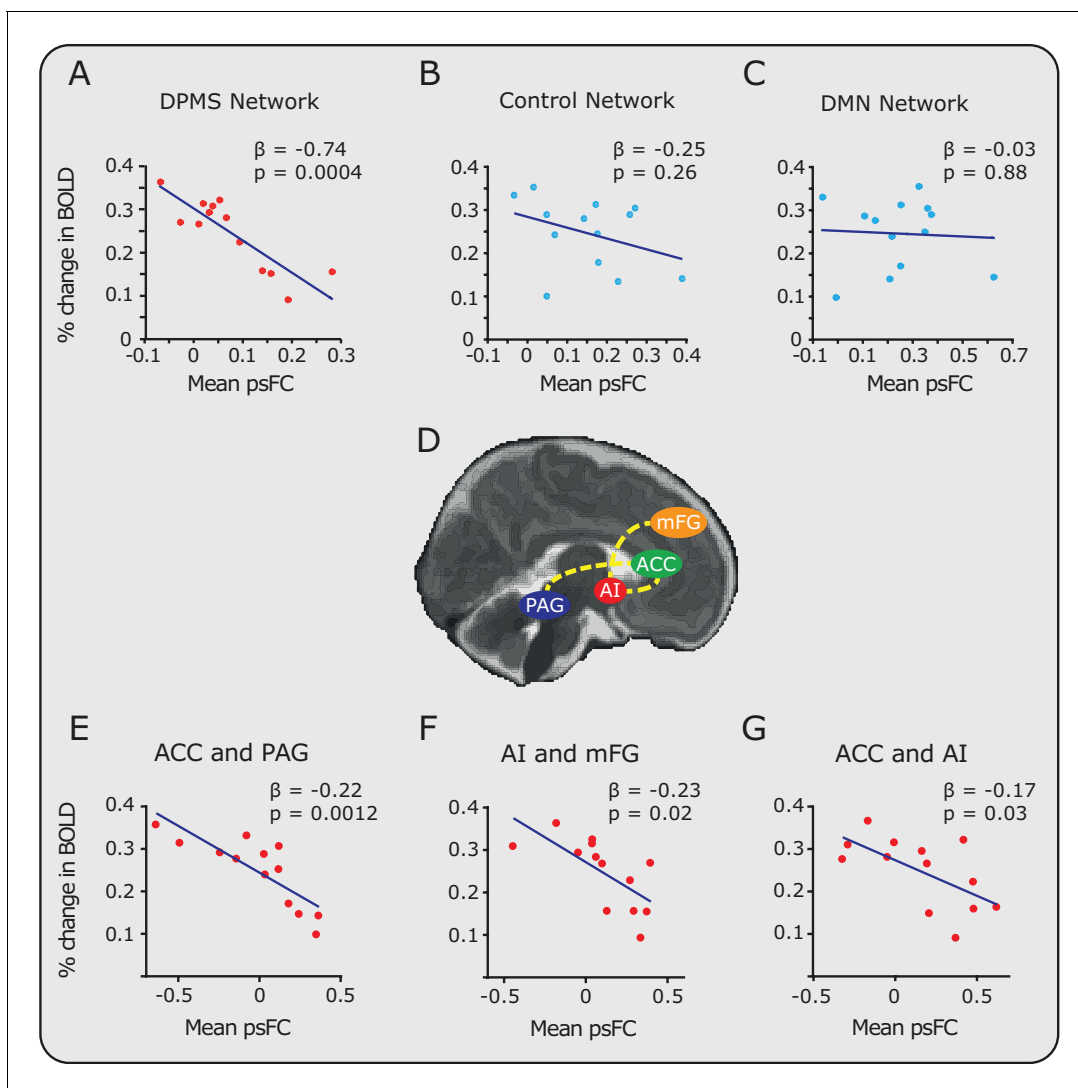 A
DPMS Network
β = -0.74
p = 0.0004
% change in BOLD
0.4
0.3
0.2
0.1
0
-0.1
0
0.1
0.2
0.3
Mean psFC
B
Control Network
β = -0.25
p = 0.26
0.4
0.3
0.2
0.1
0
-0.1
0
0.1
0.2
0.3
0.4
Mean psFC
C
DMN Network
β = -0.03
p = 0.88
0.4
0.3
0.2
0.1
0
-0.1
0.1
0.3
0.5
0.7
Mean psFC
D
mFG
ACC
AI
PAG
E
ACC and PAG
β = -0.22
p = 0.0012
% change in BOLD
0.4
0.3
0.2
0.1
-0.5
0
0.5
Mean psFC
F
AI and mFG
β = -0.23
p = 0.02
0.4
0.3
0.2
0.1
-0.5
0
0.5
Mean psFC
G
ACC and AI
β = -0.17
p = 0.03
0.4
0.3
0.2
0.1
-0.5
0
0.5
Mean psFC